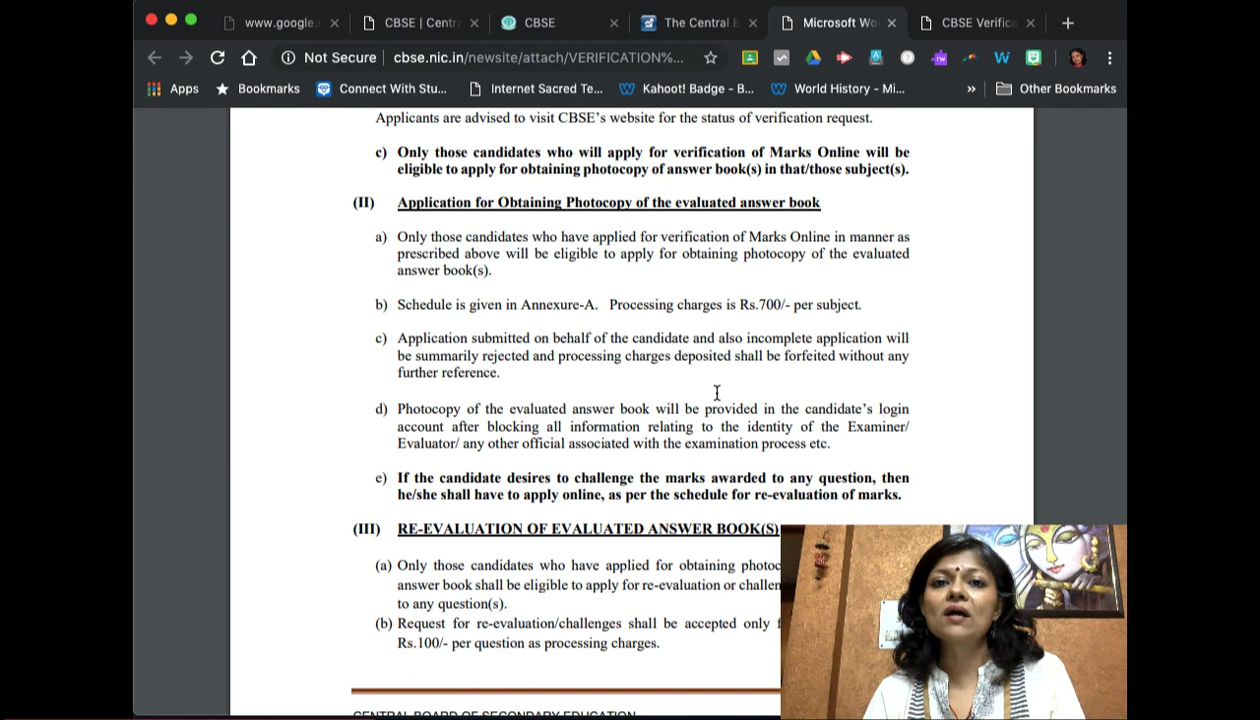 www.google.c
CBSE | Centr
CBSE
The Central E
Microsoft Wo
CBSE Verific
Not Secure
cbse.nic.in/newsite/attach/VERIFICATION%...
Apps
Bookmarks
Connect With Stu...
Internet Sacred Te...
Kahoot! Badge - B...
World History - Mi...
»
Other Bookmarks
Applicants are advised to visit CBSE's website for the status of verification request.
c) Only those candidates who will apply for verification of Marks Online will be
eligible to apply for obtaining photocopy of answer book(s) in that/those subject(s).
(II) Application for Obtaining Photocopy of the evaluated answer book
a) Only those candidates who have applied for verification of Marks Online in manner as
prescribed above will be eligible to apply for obtaining photocopy of the evaluated
answer book(s).
b) Schedule is given in Annexure-A. Processing charges is Rs.700/- per subject.
c) Application submitted on behalf of the candidate and also incomplete application will
be summarily rejected and processing charges deposited shall be forfeited without any
further reference.
d) Photocopy of the evaluated answer book will be provided in the candidate's login
account after blocking all information relating to the identity of the Examiner/
Evaluator/ any other official associated with the examination process etc.
e) If the candidate desires to challenge the marks awarded to any question, then
he/she shall have to apply online, as per the schedule for re-evaluation of marks.
(III) RE-EVALUATION OF EVALUATED ANSWER BOOK(S)
(a) Only those candidates who have applied for obtaining photoc
answer book shall be eligible to apply for re-evaluation or challen
to any question(s).
(b) Request for re-evaluation/challenges shall be accepted only
Rs.100/- per question as processing charges.
CENTRAL BOARD OF SECONDARY EDUCATION